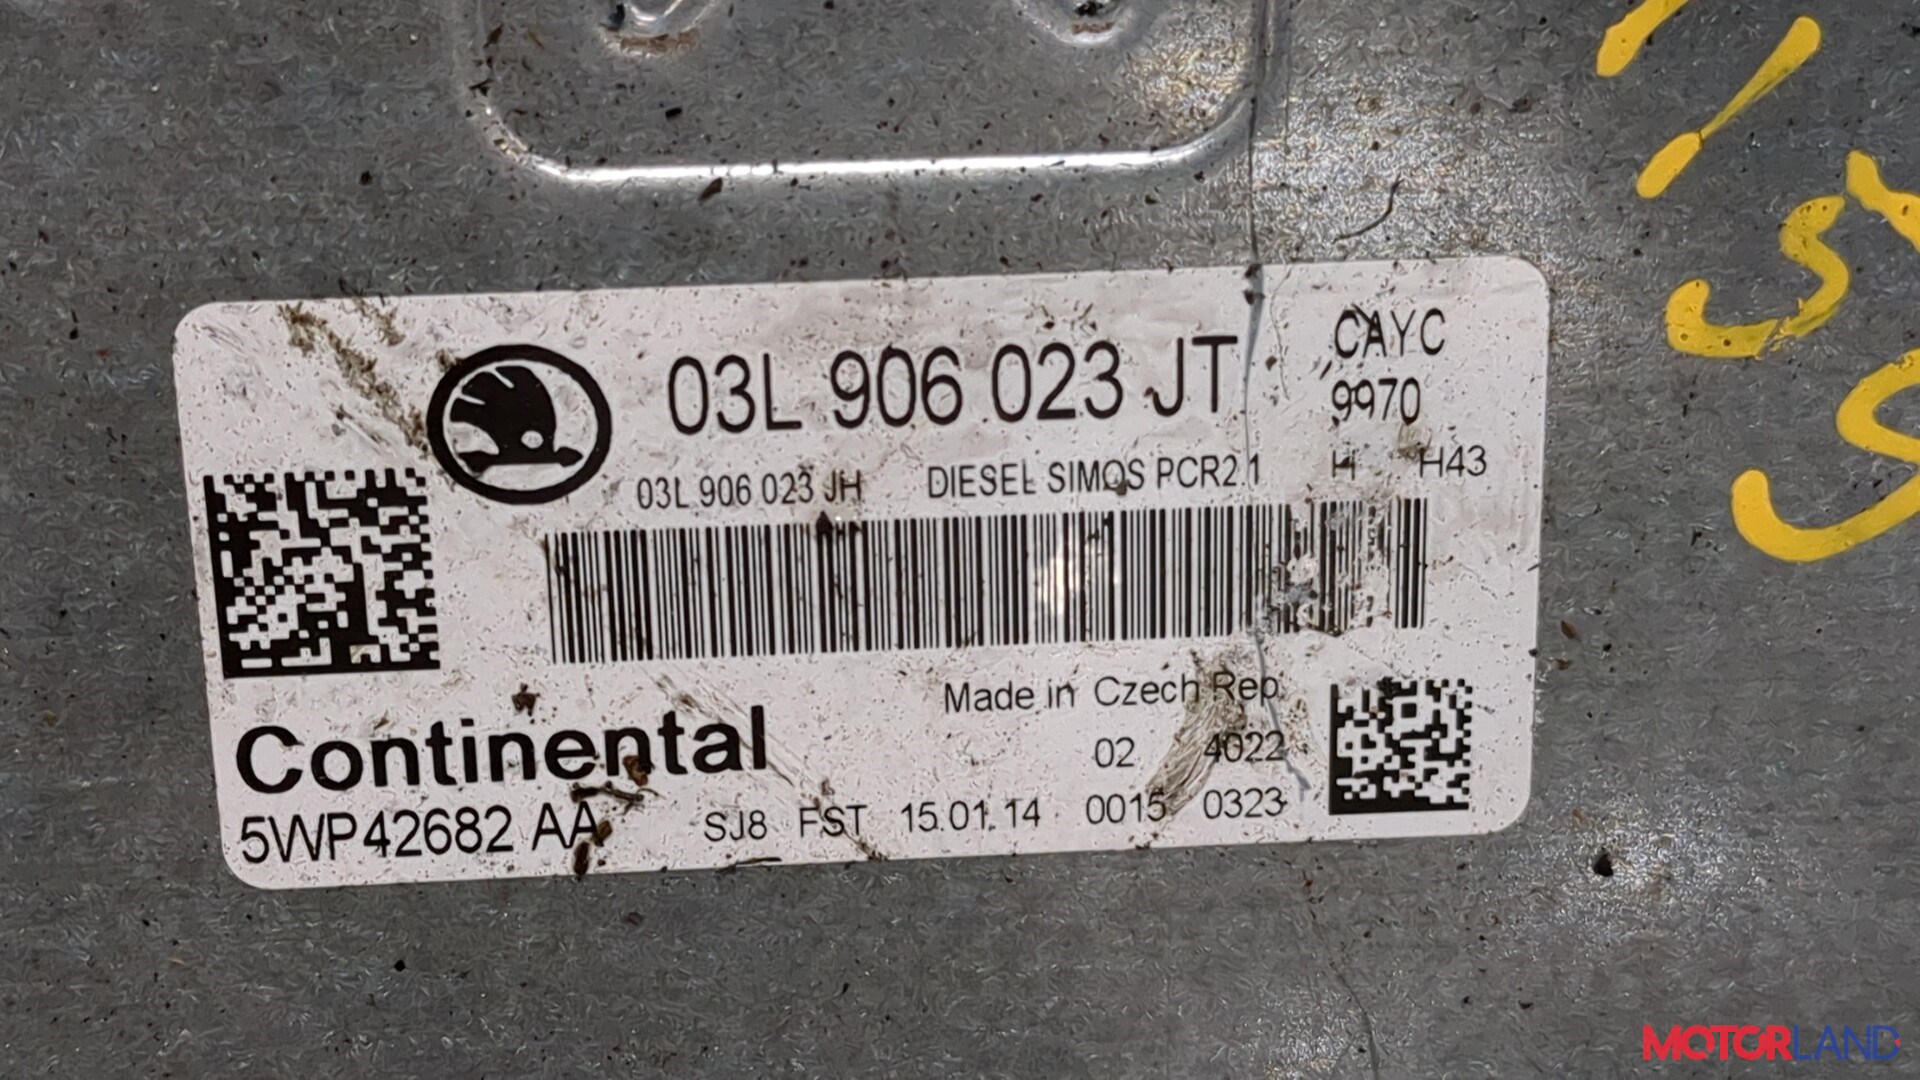 03L 906 023 JT
CAYC
9970
03L 906 023 JH DIESEL SIMOS PCR2.1 H H43
Made in Czech Rep
02 4022
Continental
5WP42682 AA SJ8 FST 15.01.14 0015 0323
MOTORLAND